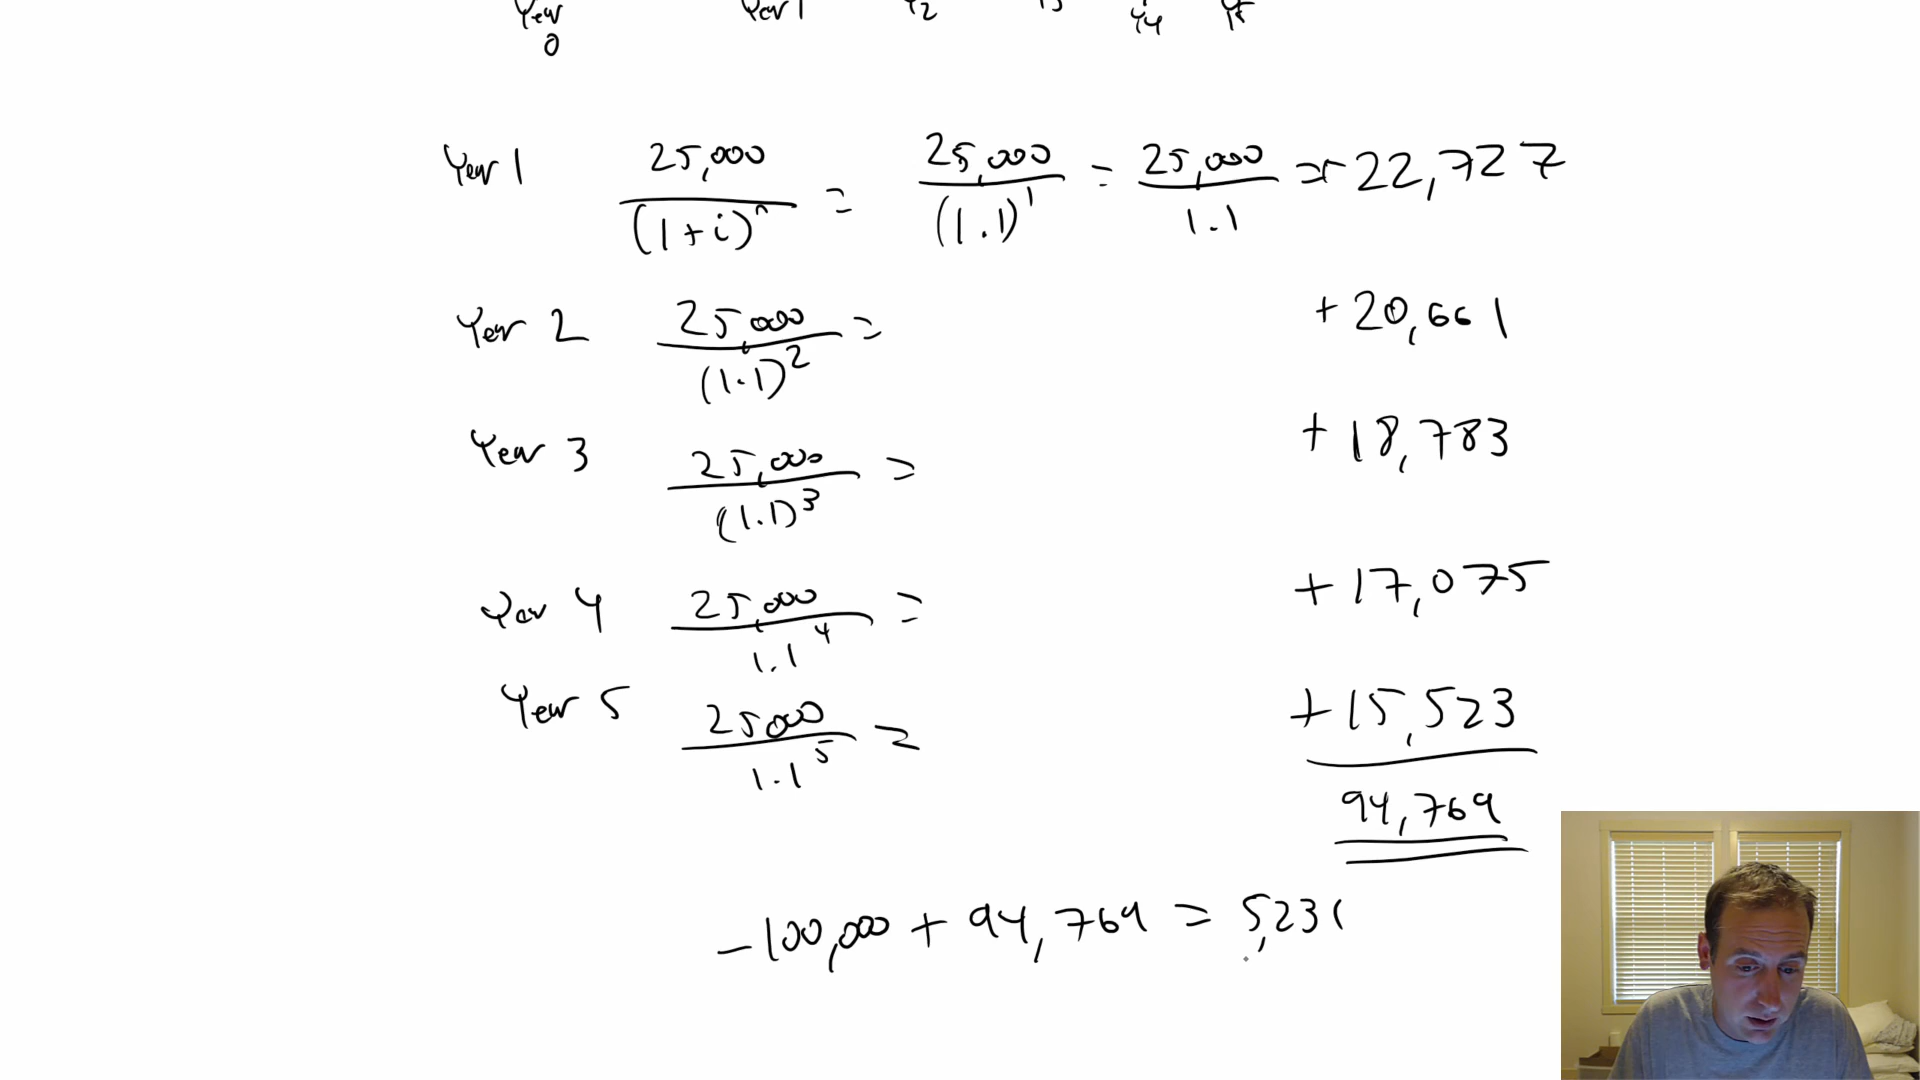 Year 0 Year 1 Y2 Y3 Y4 Y5
Year 1 25,000 / (1+i)^n = 25,000 / (1.1)^1 = 25,000 / 1.1 = 22,727
Year 2 25,000 / (1.1)^2 = + 20,661
Year 3 25,000 / (1.1)^3 = + 18,783
Year 4 25,000 / 1.1^4 = + 17,075
Year 5 25000 / 1.1^5 = + 15,523
94,769
-100,000 + 94,769 = 5,231